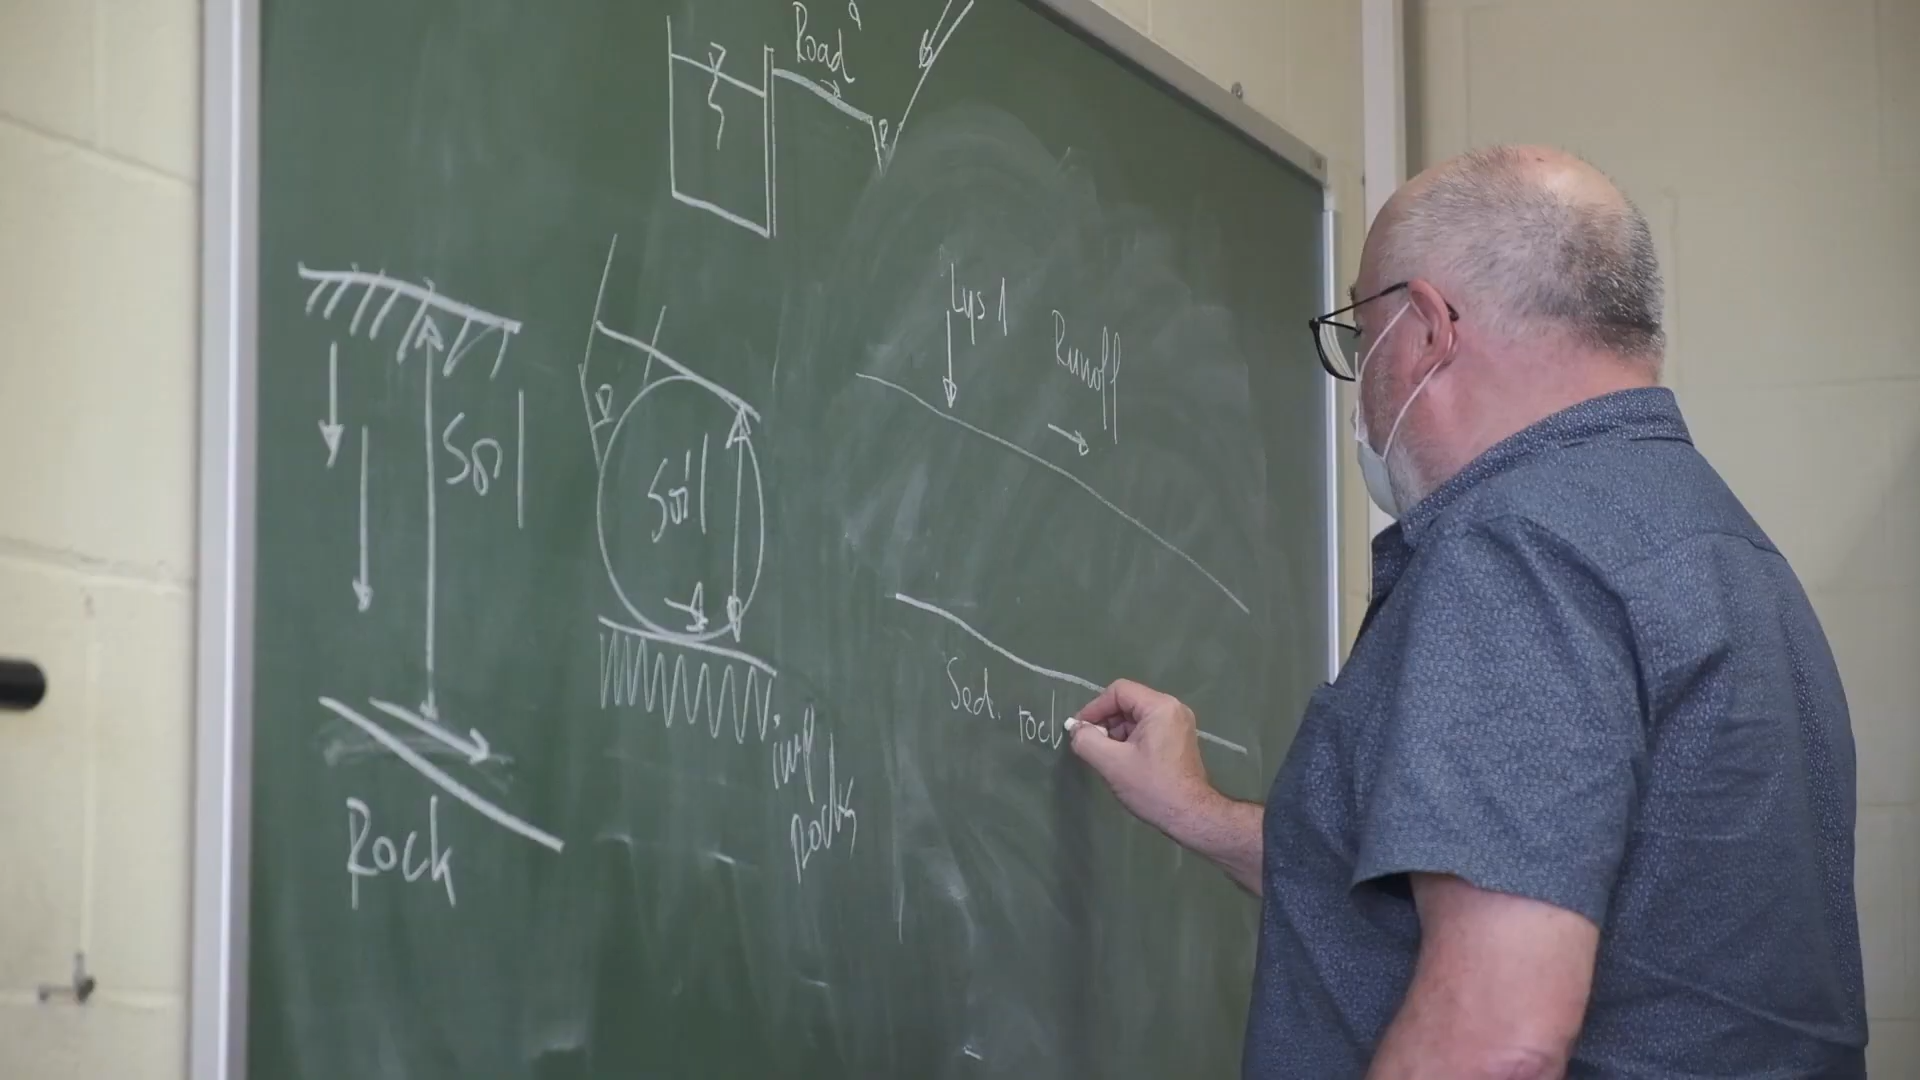 Road
Lys 1
Runoff
Soil
Soil
Sed. rock
imp
Rocks
Rock